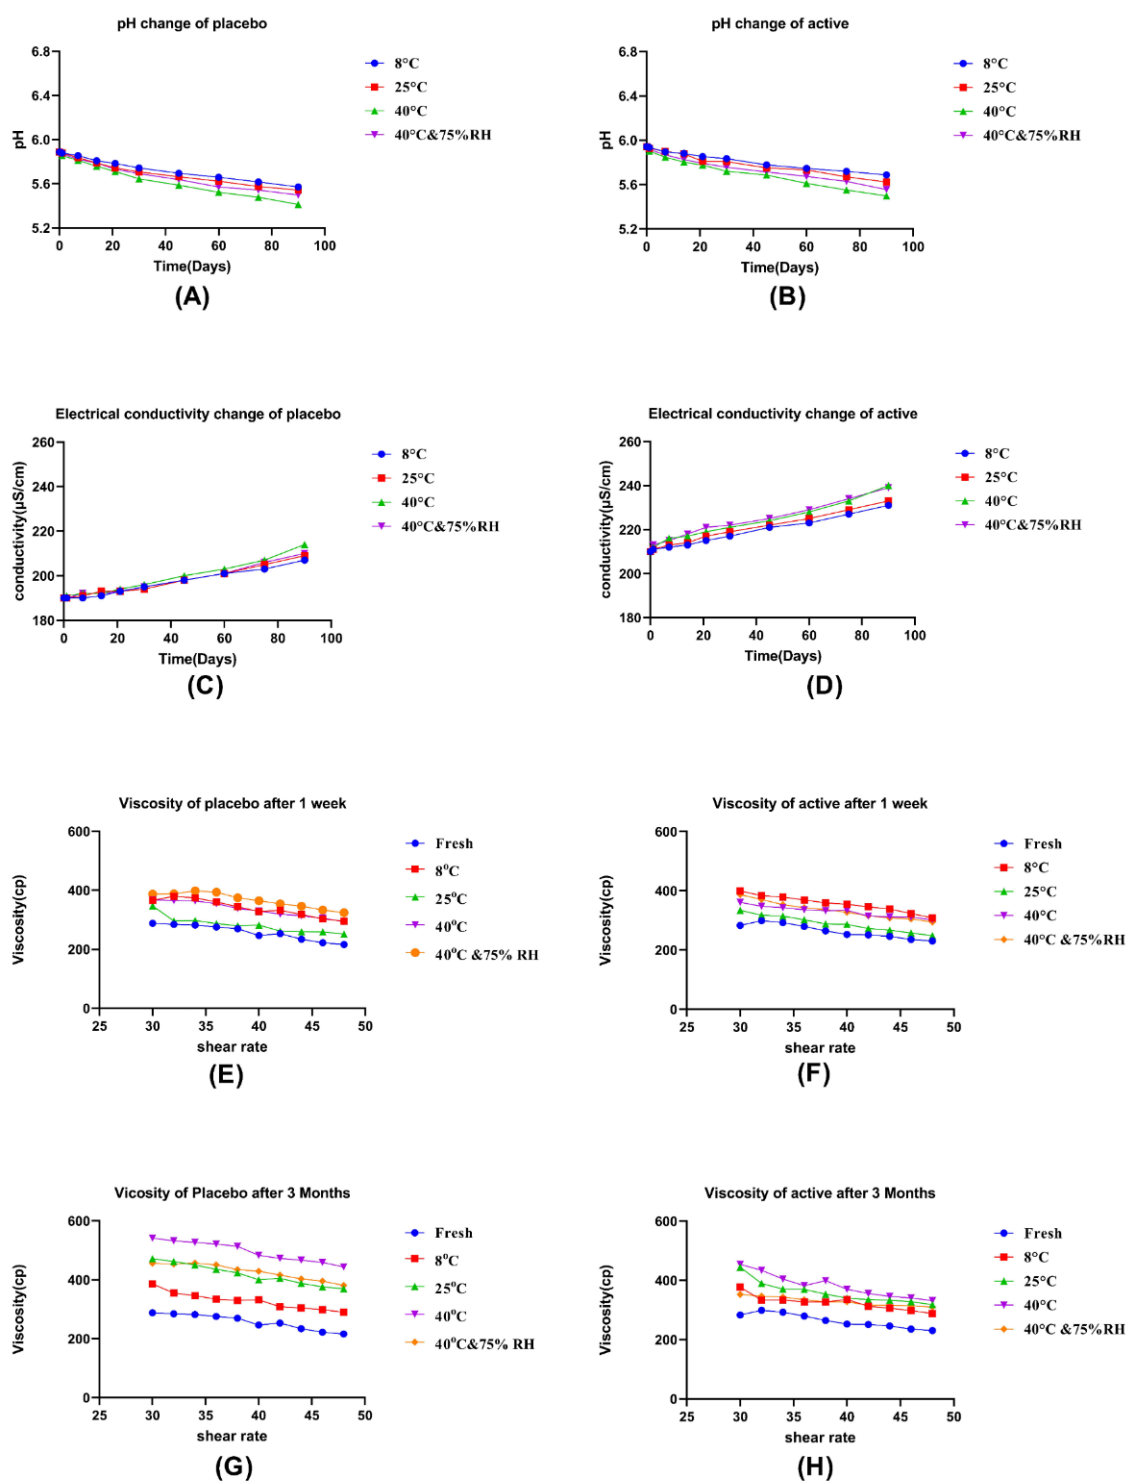 pH change of placebo
6.8
6.4
6.0
5.6
5.2
pH
0 20 40 60 80 100
Time(Days)
8°C
25°C
40°C
40°C&75%RH
(A)
pH change of active
6.8
6.4
6.0
5.6
5.2
pH
0 20 40 60 80 100
Time(Days)
8°C
25°C
40°C
40°C&75%RH
(B)
Electrical conductivity change of placebo
260
240
220
200
180
conductivity(µS/cm)
0 20 40 60 80 100
Time(Days)
8°C
25°C
40°C
40°C&75%RH
(C)
Electrical conductivity change of active
260
240
220
200
180
conductivity(µS/cm)
0 20 40 60 80 100
Time(Days)
8°C
25°C
40°C
40°C&75%RH
(D)
Viscosity of placebo after 1 week
600
400
200
0
Viscosity(cp)
25 30 35 40 45 50
shear rate
Fresh
8°C
25°C
40°C
40°C &75% RH
(E)
Viscosity of active after 1 week
600
400
200
0
Viscosity(cp)
25 30 35 40 45 50
shear rate
Fresh
8°C
25°C
40°C
40°C &75%RH
(F)
Vicosity of Placebo after 3 Months
600
400
200
0
Viscosity(cp)
25 30 35 40 45 50
shear rate
Fresh
8°C
25°C
40°C
40°C&75% RH
(G)
Viscosity of active after 3 Months
600
400
200
0
Viscosity(cp)
25 30 35 40 45 50
shear rate
Fresh
8°C
25°C
40°C
40°C &75%RH
(H)